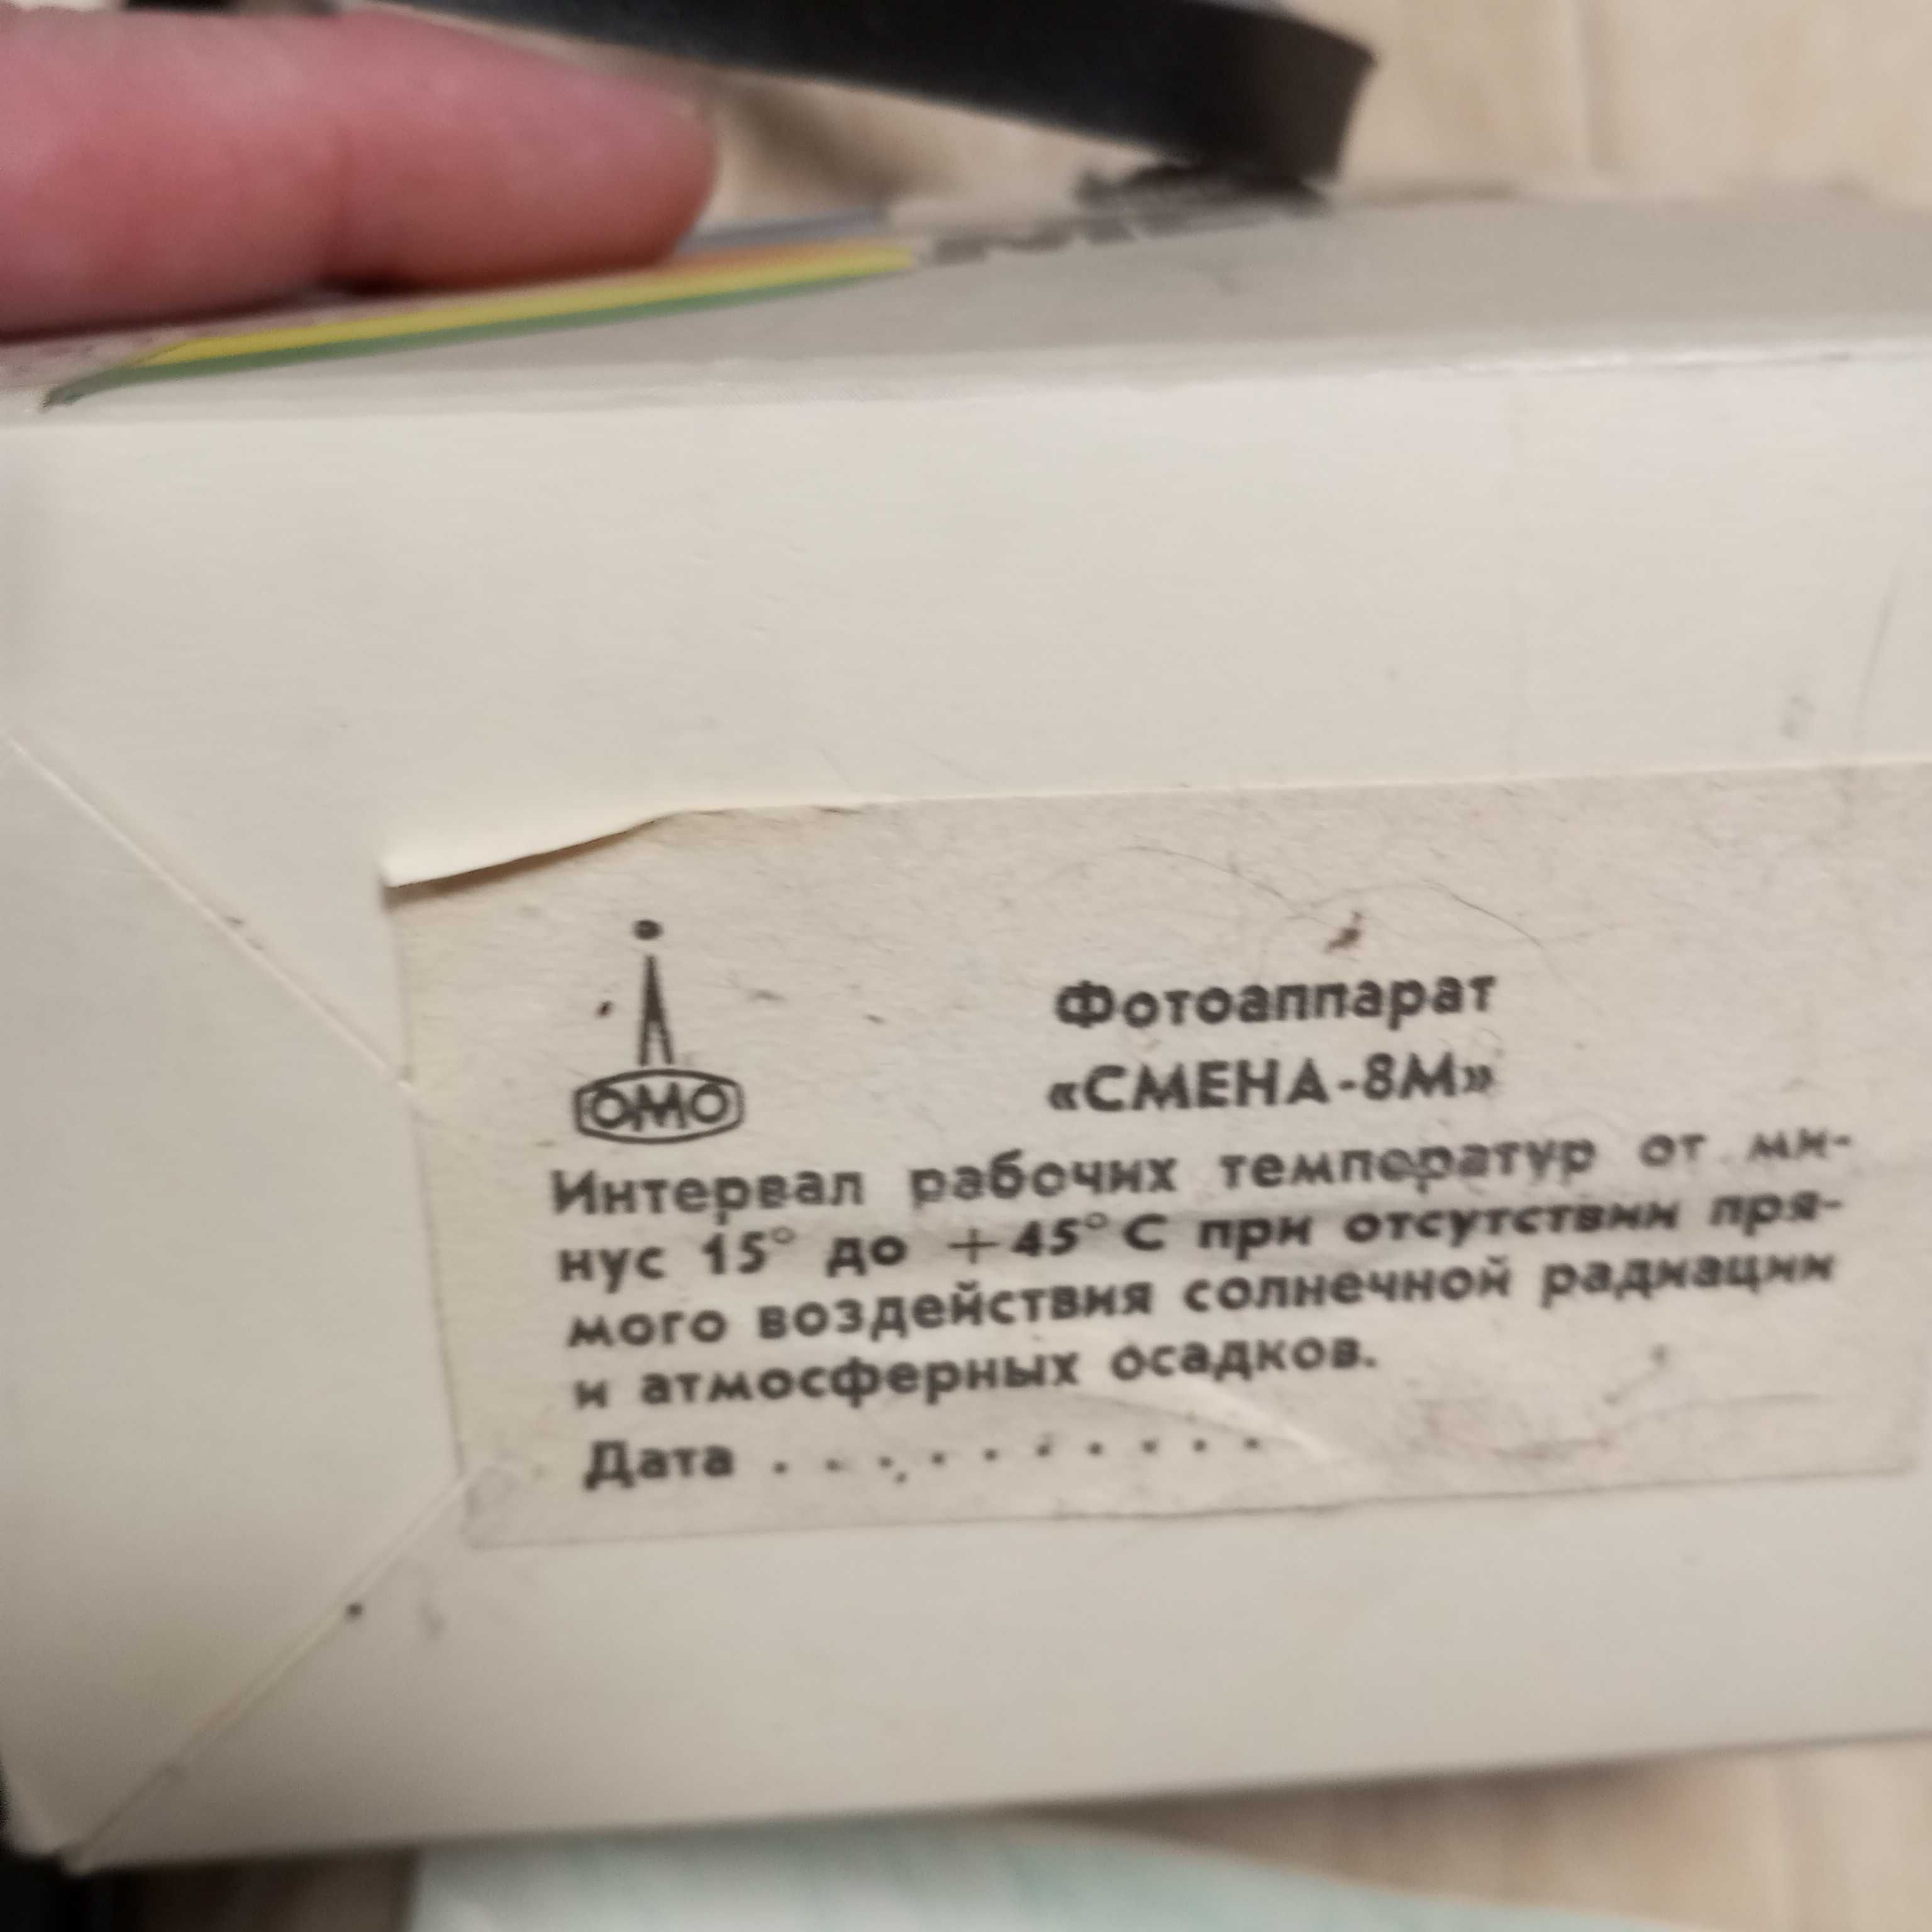 ЛОМО
Фотоаппарат
«СМЕНА-8М»
Интервал рабочих температур от ми-
нус 15° до +45°С при отсутствии пря-
мого воздействия солнечной радиации
и атмосферных осадков.
Дата . . . . . . . . . .